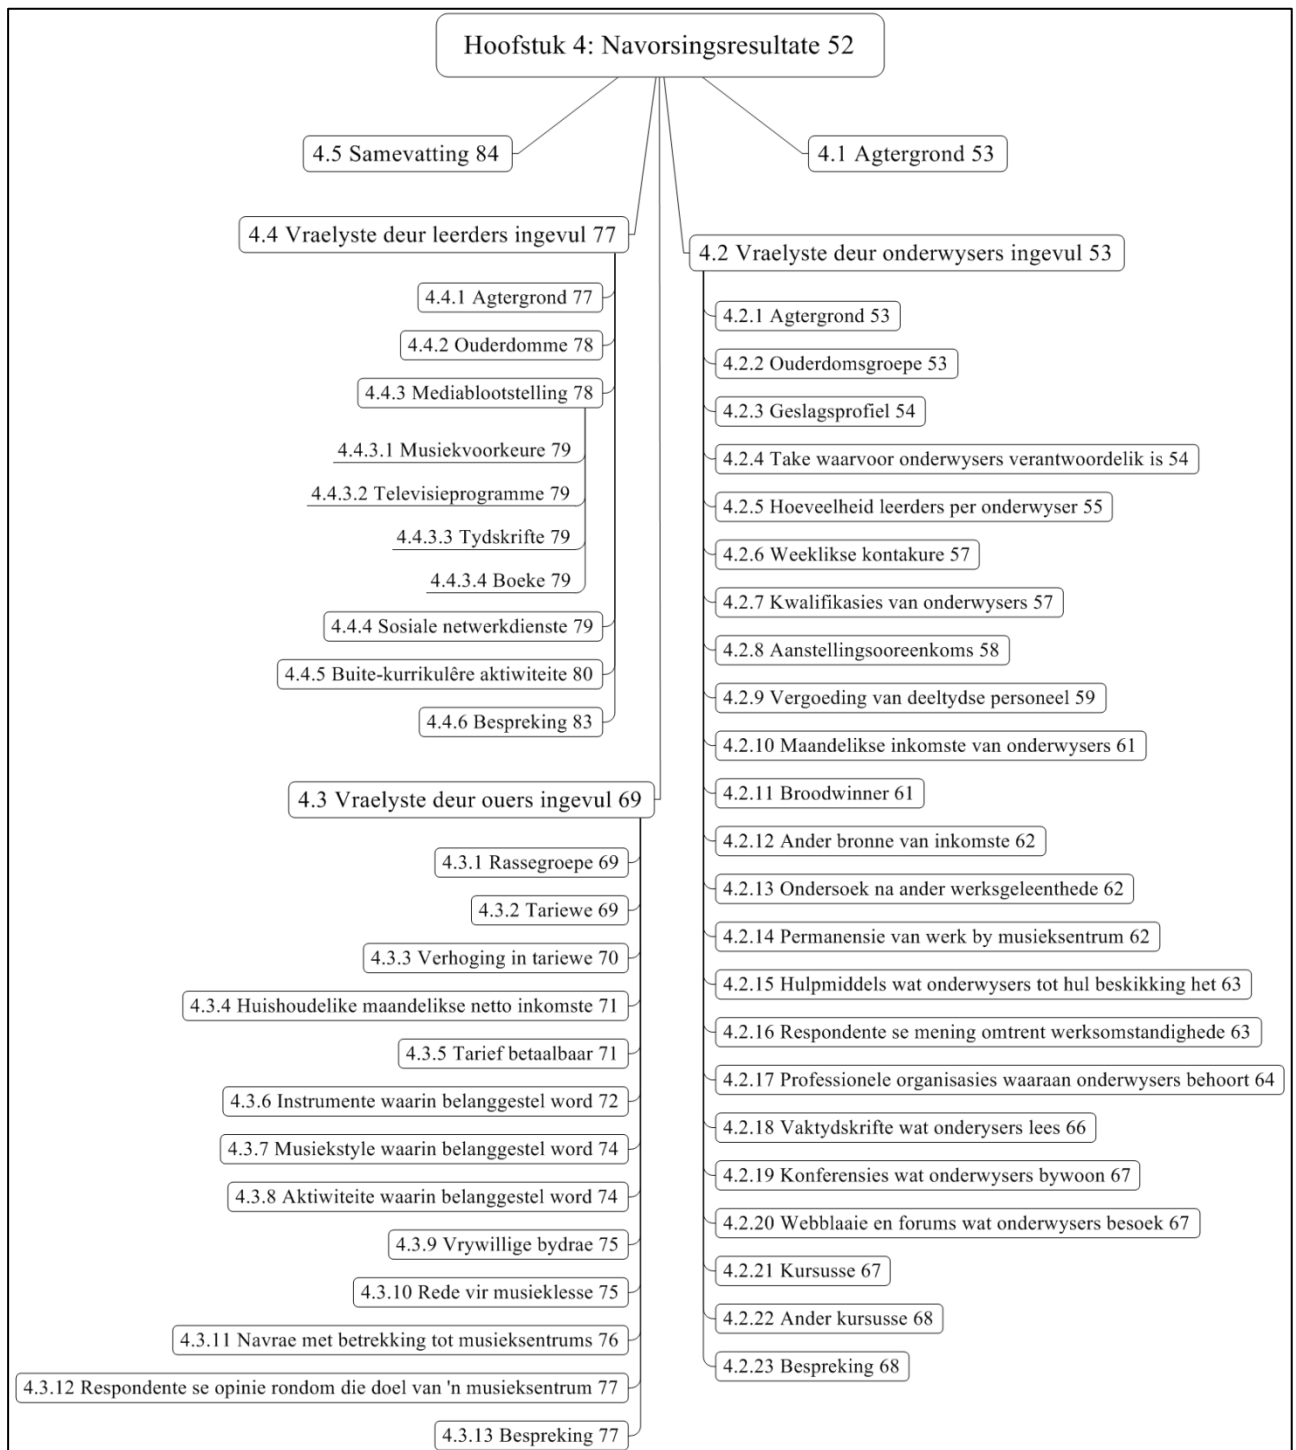 Hoofstuk 4: Navorsingsresultate 52
4.1 Agtergrond 53
4.2 Vraelyste deur onderwysers ingevul 53
4.2.1 Agtergrond 53
4.2.2 Ouderdomsgroepe 53
4.2.3 Geslagsprofiel 54
4.2.4 Take waarvoor onderwysers verantwoordelik is 54
4.2.5 Hoeveelheid leerders per onderwyser 55
4.2.6 Weeklikse kontakure 57
4.2.7 Kwalifikasies van onderwysers 57
4.2.8 Aanstellingsooreenkoms 58
4.2.9 Vergoeding van deeltydse personeel 59
4.2.10 Maandelikse inkomste van onderwysers 61
4.2.11 Broodwinner 61
4.2.12 Ander bronne van inkomste 62
4.2.13 Ondersoek na ander werksgeleenthede 62
4.2.14 Permanensie van werk by musieksentrum 62
4.2.15 Hulpmiddels wat onderwysers tot hul beskikking het 63
4.2.16 Respondente se mening omtrent werksomstandighede 63
4.2.17 Professionele organisasies waaraan onderwysers behoort 64
4.2.18 Vaktydskrifte wat onderysers lees 66
4.2.19 Konferensies wat onderwysers bywoon 67
4.2.20 Webblaaie en forums wat onderwysers besoek 67
4.2.21 Kursusse 67
4.2.22 Ander kursusse 68
4.2.23 Bespreking 68
4.3 Vraelyste deur ouers ingevul 69
4.3.1 Rassegroepe 69
4.3.2 Tariewe 69
4.3.3 Verhoging in tariewe 70
4.3.4 Huishoudelike maandelikse netto inkomste 71
4.3.5 Tarief betaalbaar 71
4.3.6 Instrumente waarin belanggestel word 72
4.3.7 Musiekstyle waarin belanggestel word 74
4.3.8 Aktiwiteite waarin belanggestel word 74
4.3.9 Vrywillige bydrae 75
4.3.10 Rede vir musieklesse 75
4.3.11 Navrae met betrekking tot musieksentrums 76
4.3.12 Respondente se opinie rondom die doel van 'n musieksentrum 77
4.3.13 Bespreking 77
4.4 Vraelyste deur leerders ingevul 77
4.4.1 Agtergrond 77
4.4.2 Ouderdomme 78
4.4.3 Mediablootstelling 78
4.4.3.1 Musiekvoorkeure 79
4.4.3.2 Televisieprogramme 79
4.4.3.3 Tydskrifte 79
4.4.3.4 Boeke 79
4.4.4 Sosiale netwerkdienste 79
4.4.5 Buite-kurrikulêre aktiwiteite 80
4.4.6 Bespreking 83
4.5 Samevatting 84